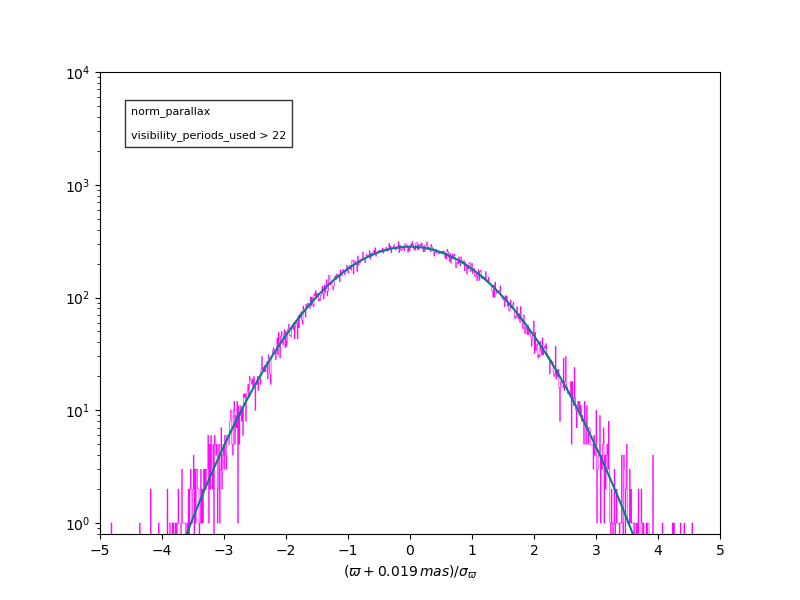 norm_parallax
visibility_periods_used > 22
10^4
10^3
10^2
10^1
10^0
−5 −4 −3 −2 −1 0 1 2 3 4 5
(ϖ + 0.019 mas)/σ_ϖ